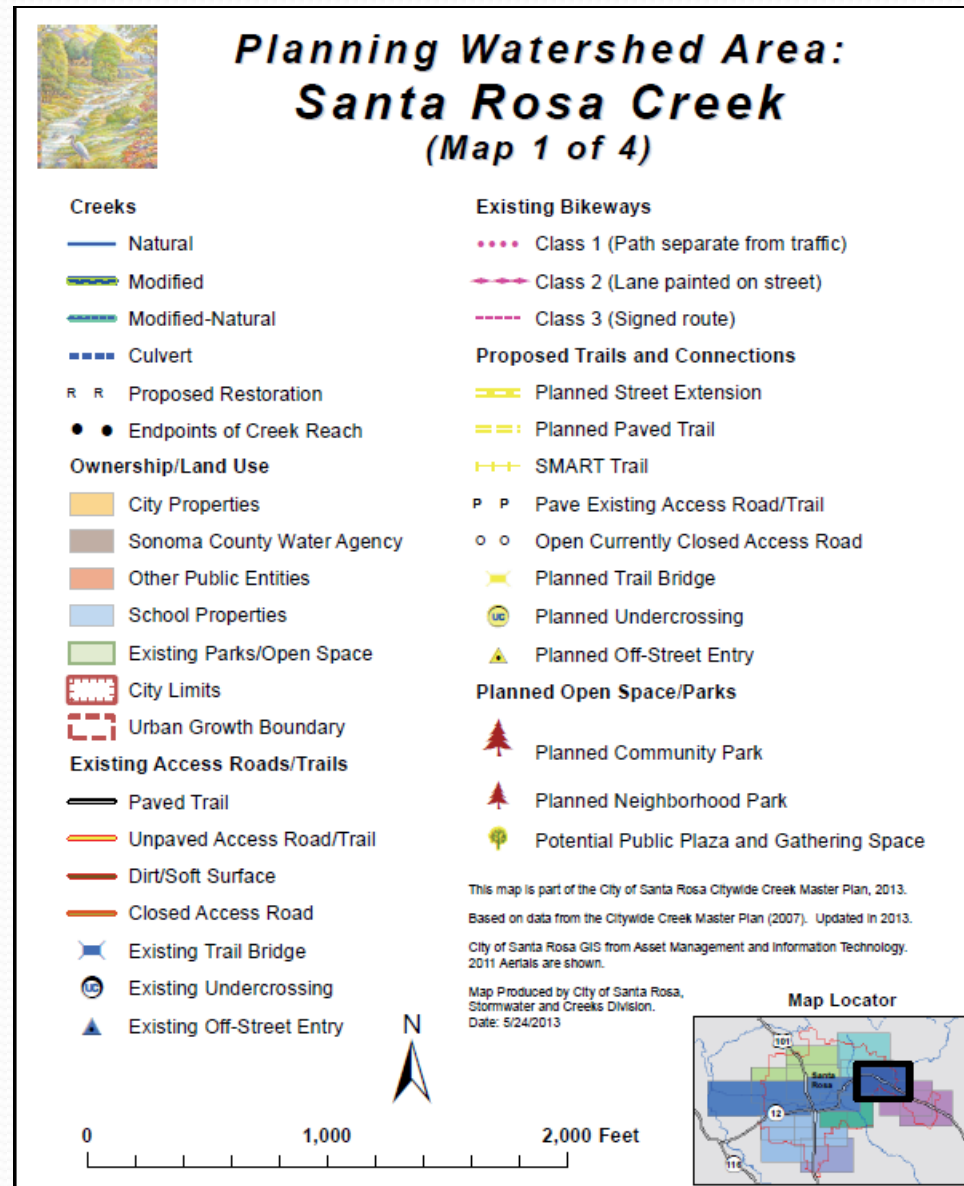 Planning Watershed Area:
Santa Rosa Creek
(Map 1 of 4)
Creeks
Natural
Modified
Modified-Natural
Culvert
R R Proposed Restoration
Endpoints of Creek Reach
Ownership/Land Use
City Properties
Sonoma County Water Agency
Other Public Entities
School Properties
Existing Parks/Open Space
City Limits
Urban Growth Boundary
Existing Access Roads/Trails
Paved Trail
Unpaved Access Road/Trail
Dirt/Soft Surface
Closed Access Road
Existing Trail Bridge
UC Existing Undercrossing
Existing Off-Street Entry
Existing Bikeways
Class 1 (Path separate from traffic)
Class 2 (Lane painted on street)
Class 3 (Signed route)
Proposed Trails and Connections
Planned Street Extension
Planned Paved Trail
SMART Trail
P P Pave Existing Access Road/Trail
O O Open Currently Closed Access Road
Planned Trail Bridge
UC Planned Undercrossing
Planned Off-Street Entry
Planned Open Space/Parks
Planned Community Park
Planned Neighborhood Park
Potential Public Plaza and Gathering Space
This map is part of the City of Santa Rosa Citywide Creek Master Plan, 2013.
Based on data from the Citywide Creek Master Plan (2007). Updated in 2013.
City of Santa Rosa GIS from Asset Management and Information Technology.
2011 Aerials are shown.
Map Produced by City of Santa Rosa,
Stormwater and Creeks Division.
Date: 5/24/2013
N
0 1,000 2,000 Feet
Map Locator
101
Santa
Rosa
12
116